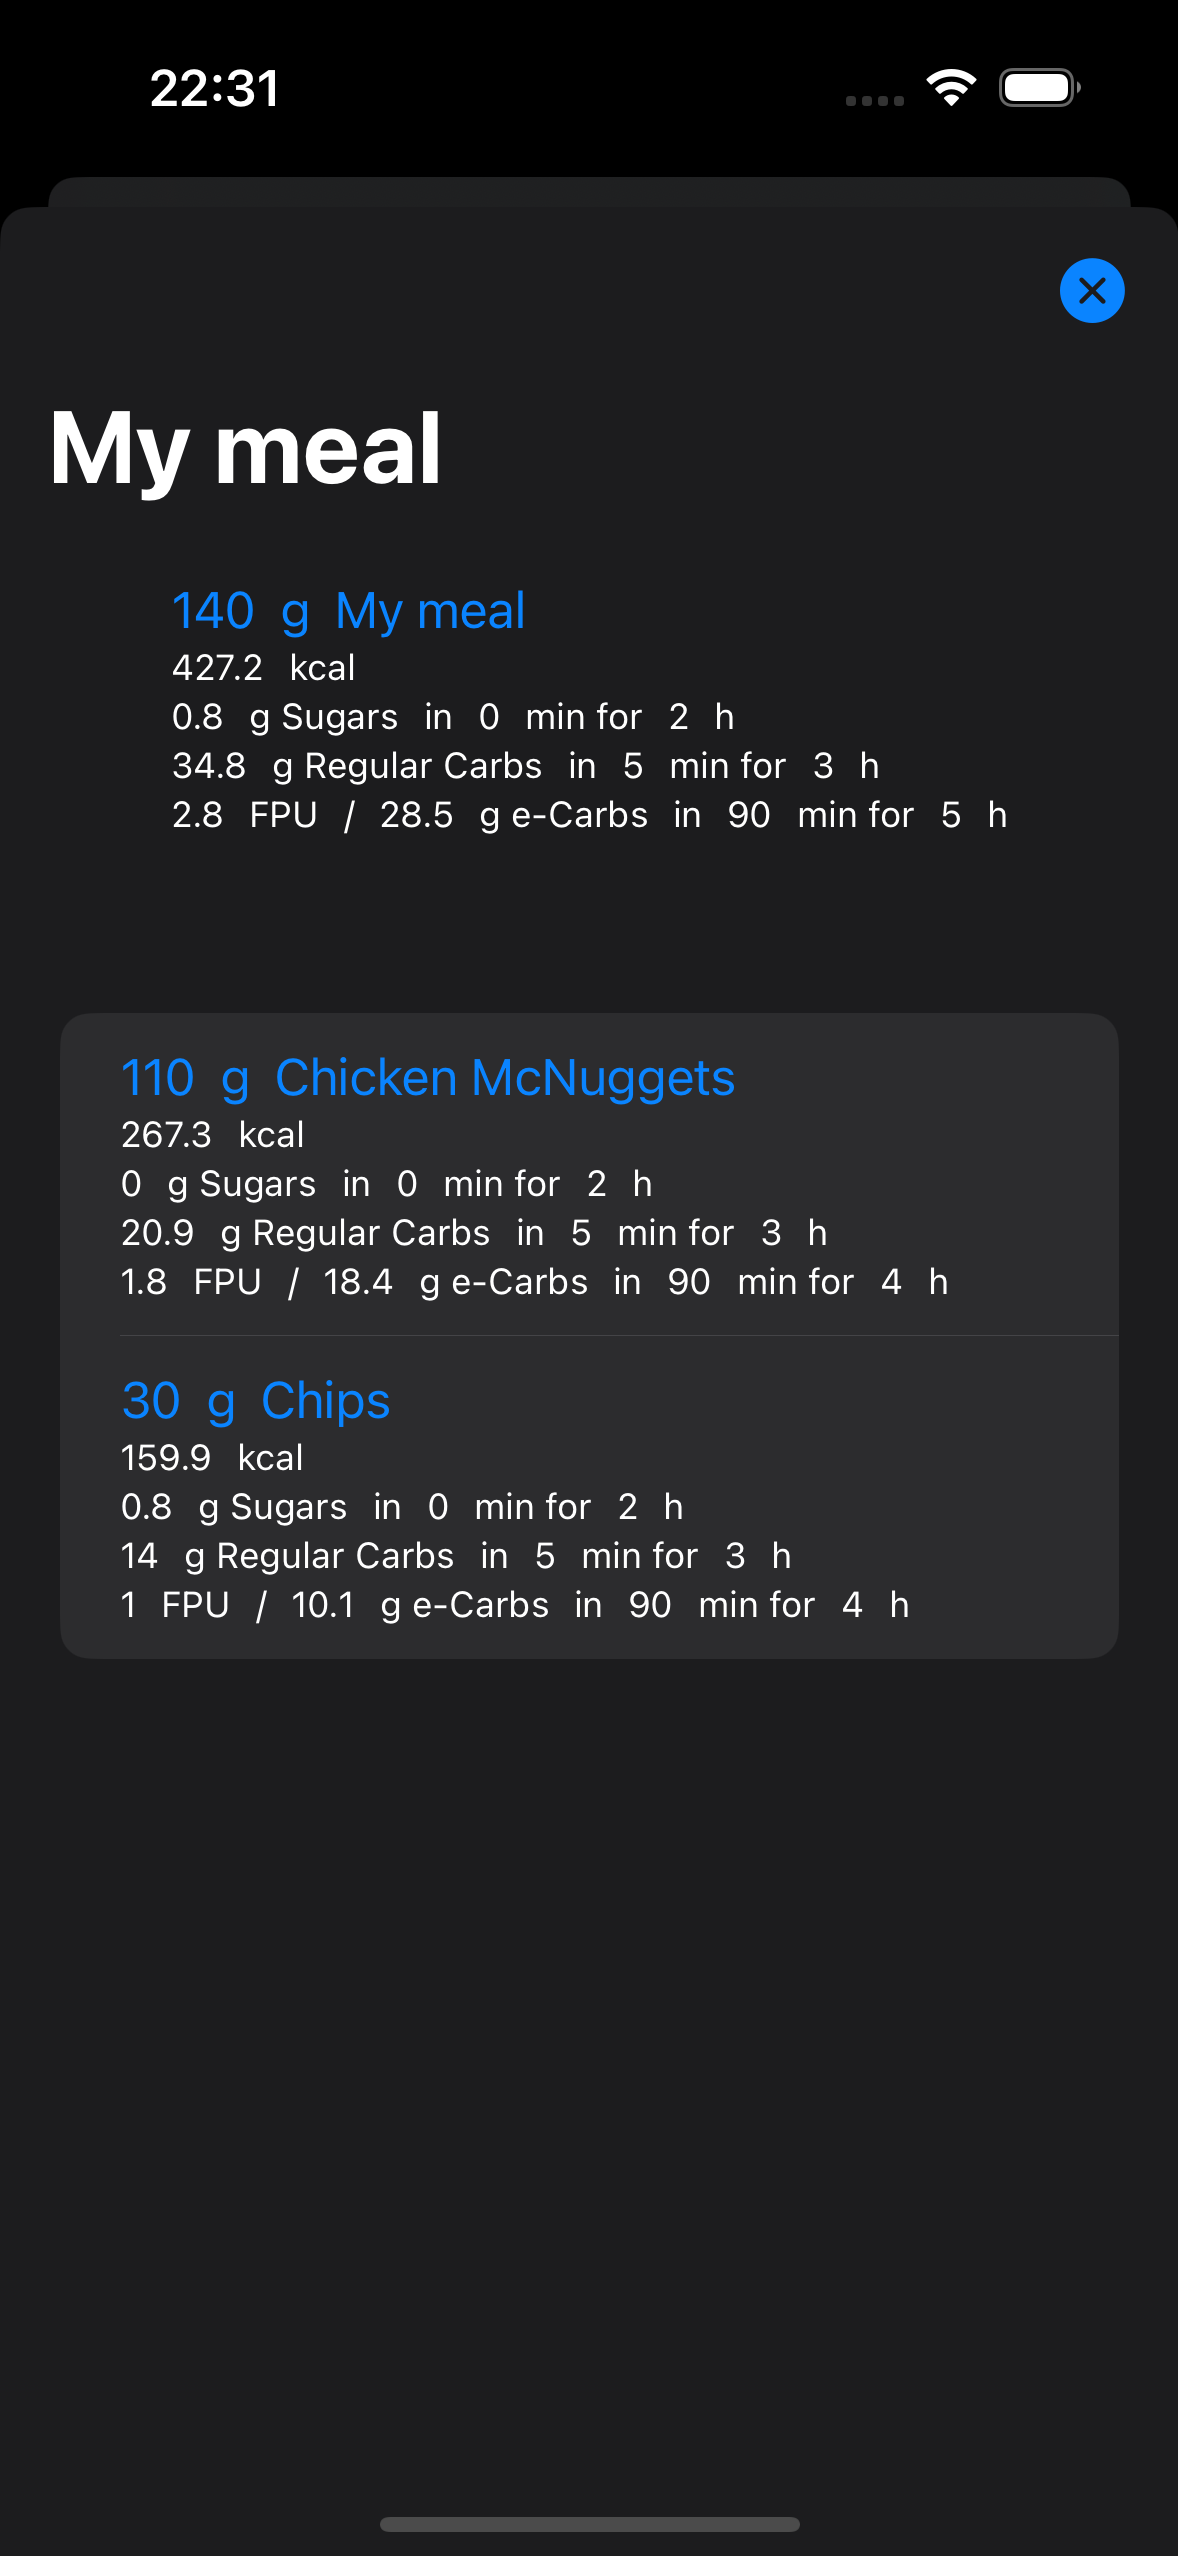 22:31
My meal
140 g My meal
427.2 kcal
0.8 g Sugars in 0 min for 2 h
34.8 g Regular Carbs in 5 min for 3 h
2.8 FPU / 28.5 g e-Carbs in 90 min for 5 h
110 g Chicken McNuggets
267.3 kcal
0 g Sugars in 0 min for 2 h
20.9 g Regular Carbs in 5 min for 3 h
1.8 FPU / 18.4 g e-Carbs in 90 min for 4 h
30 g Chips
159.9 kcal
0.8 g Sugars in 0 min for 2 h
14 g Regular Carbs in 5 min for 3 h
1 FPU / 10.1 g e-Carbs in 90 min for 4 h